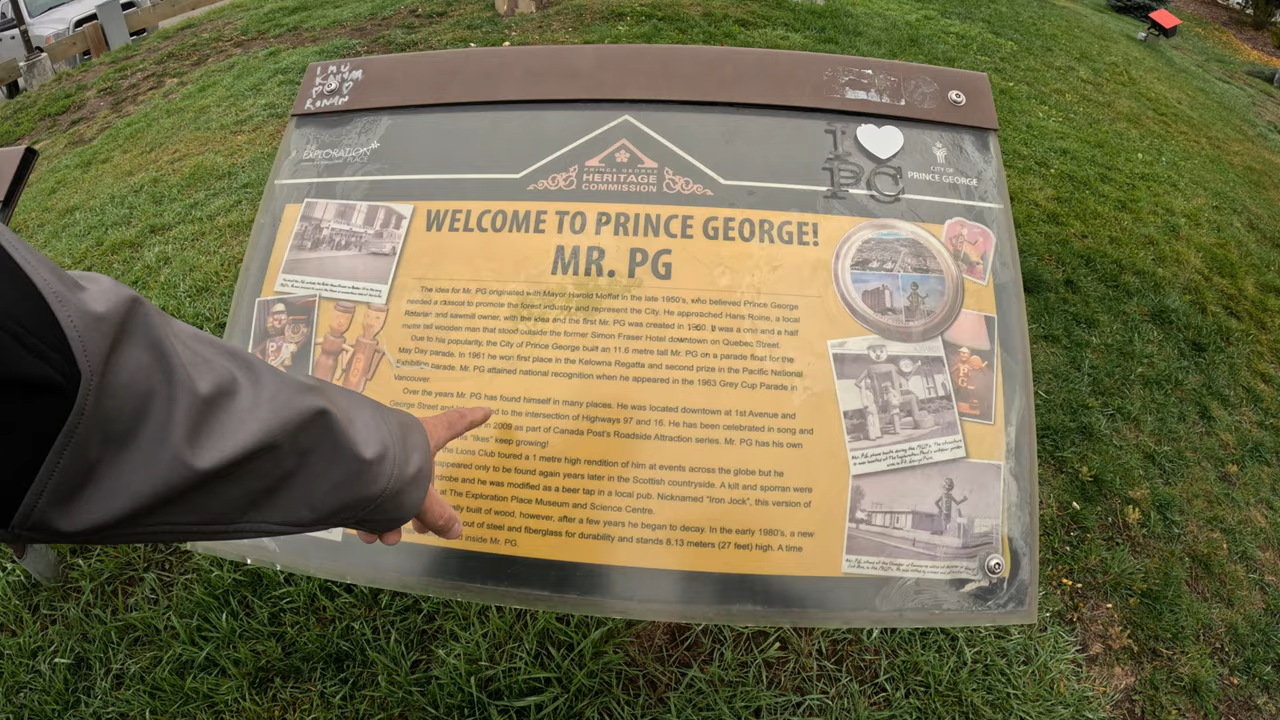 I M U
RONIN
THE
EXPLORATION
PLACE
PRINCE GEORGE
HERITAGE
COMMISSION
I
PG
CITY OF
PRINCE GEORGE
WELCOME TO PRINCE GEORGE!
MR. PG
The idea for Mr. PG originated with Mayor Harold Moffat in the late 1950's, who believed Prince George
needed a mascot to promote the forest industry and represent the City. He approached Hans Roine, a local
Rotarian and sawmill owner, with the idea and the first Mr. PG was created in 1960. It was a one and a half
metre tall wooden man that stood outside the former Simon Fraser Hotel downtown on Quebec Street.
Due to his popularity, the City of Prince George built an 11.6 metre tall Mr. PG on a parade float for the
May Day parade. In 1961 he won first place in the Kelowna Regatta and second prize in the Pacific National
Exhibition parade. Mr. PG attained national recognition when he appeared in the 1963 Grey Cup Parade in
Vancouver.
Over the years Mr. PG has found himself in many places. He was located downtown at 1st Avenue and
George Street and to the intersection of Highways 97 and 16. He has been celebrated in song and
in 2009 as part of Canada Post's Roadside Attraction series. Mr. PG has his own
"likes" keep growing!
the Lions Club toured a 1 metre high rendition of him at events across the globe but he
only to be found again years later in the Scottish countryside. A kilt and sporran were
and he was modified as a beer tap in a local pub. Nicknamed "Iron Jock", this version of
at The Exploration Place Museum and Science Centre.
built of wood, however, after a few years he began to decay. In the early 1980's, a new
out of steel and fiberglass for durability and stands 8.13 meters (27 feet) high. A time
inside Mr. PG.
PG